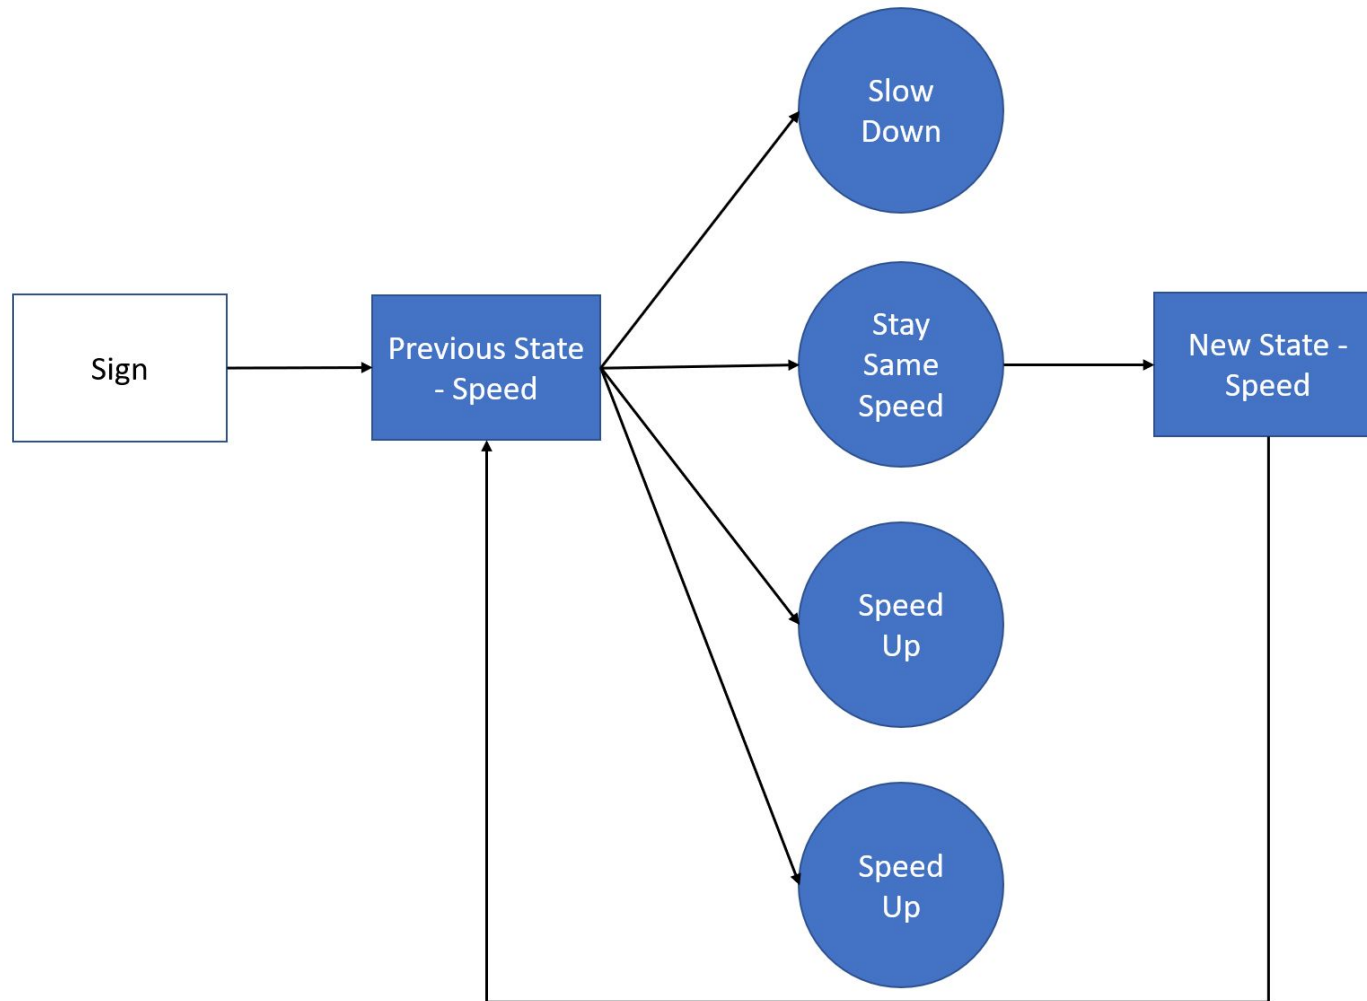 Sign
Previous State
- Speed
Slow
Down
Stay
Same
Speed
Speed
Up
Speed
Up
New State -
Speed